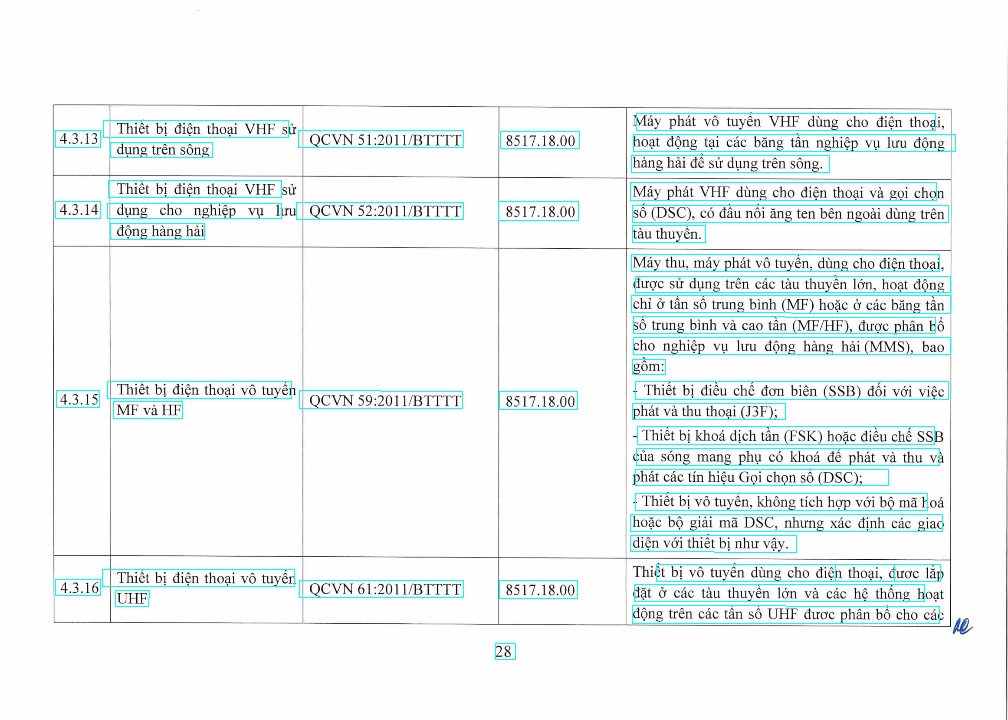 4.3.13
Thiết bị điện thoại VHF sử
dụng trên sông
QCVN 51:2011/BTTTT
8517.18.00
Máy phát vô tuyến VHF dùng cho điện thoại,
hoạt động tại các băng tần nghiệp vụ lưu động
hàng hải để sử dụng trên sông.
4.3.14
Thiết bị điện thoại VHF sử
dụng cho nghiệp vụ lưu
động hàng hải
QCVN 52:2011/BTTTT
8517.18.00
Máy phát VHF dùng cho điện thoại và gọi chọn
số (DSC), có đầu nối ăng ten bên ngoài dùng trên
tàu thuyền.
4.3.15
Thiết bị điện thoại vô tuyến
MF và HF
QCVN 59:2011/BTTTT
8517.18.00
Máy thu, máy phát vô tuyến, dùng cho điện thoại,
được sử dụng trên các tàu thuyền lớn, hoạt động
chỉ ở tần số trung bình (MF) hoặc ở các băng tần
số trung bình và cao tần (MF/HF), được phân bổ
cho nghiệp vụ lưu động hàng hải (MMS), bao
gồm:
- Thiết bị điều chế đơn biên (SSB) đối với việc
phát và thu thoại (J3F);
- Thiết bị khoá dịch tần (FSK) hoặc điều chế SSB
của sóng mang phụ có khoá để phát và thu và
phát các tín hiệu Gọi chọn số (DSC);
- Thiết bị vô tuyến, không tích hợp với bộ mã hoá
hoặc bộ giải mã DSC, nhưng xác định các giao
diện với thiết bị như vậy.
4.3.16
Thiết bị điện thoại vô tuyến
UHF
QCVN 61:2011/BTTTT
8517.18.00
Thiết bị vô tuyến dùng cho điện thoại, được lắp
đặt ở các tàu thuyền lớn và các hệ thống hoạt
động trên các tần số UHF được phân bổ cho các
28